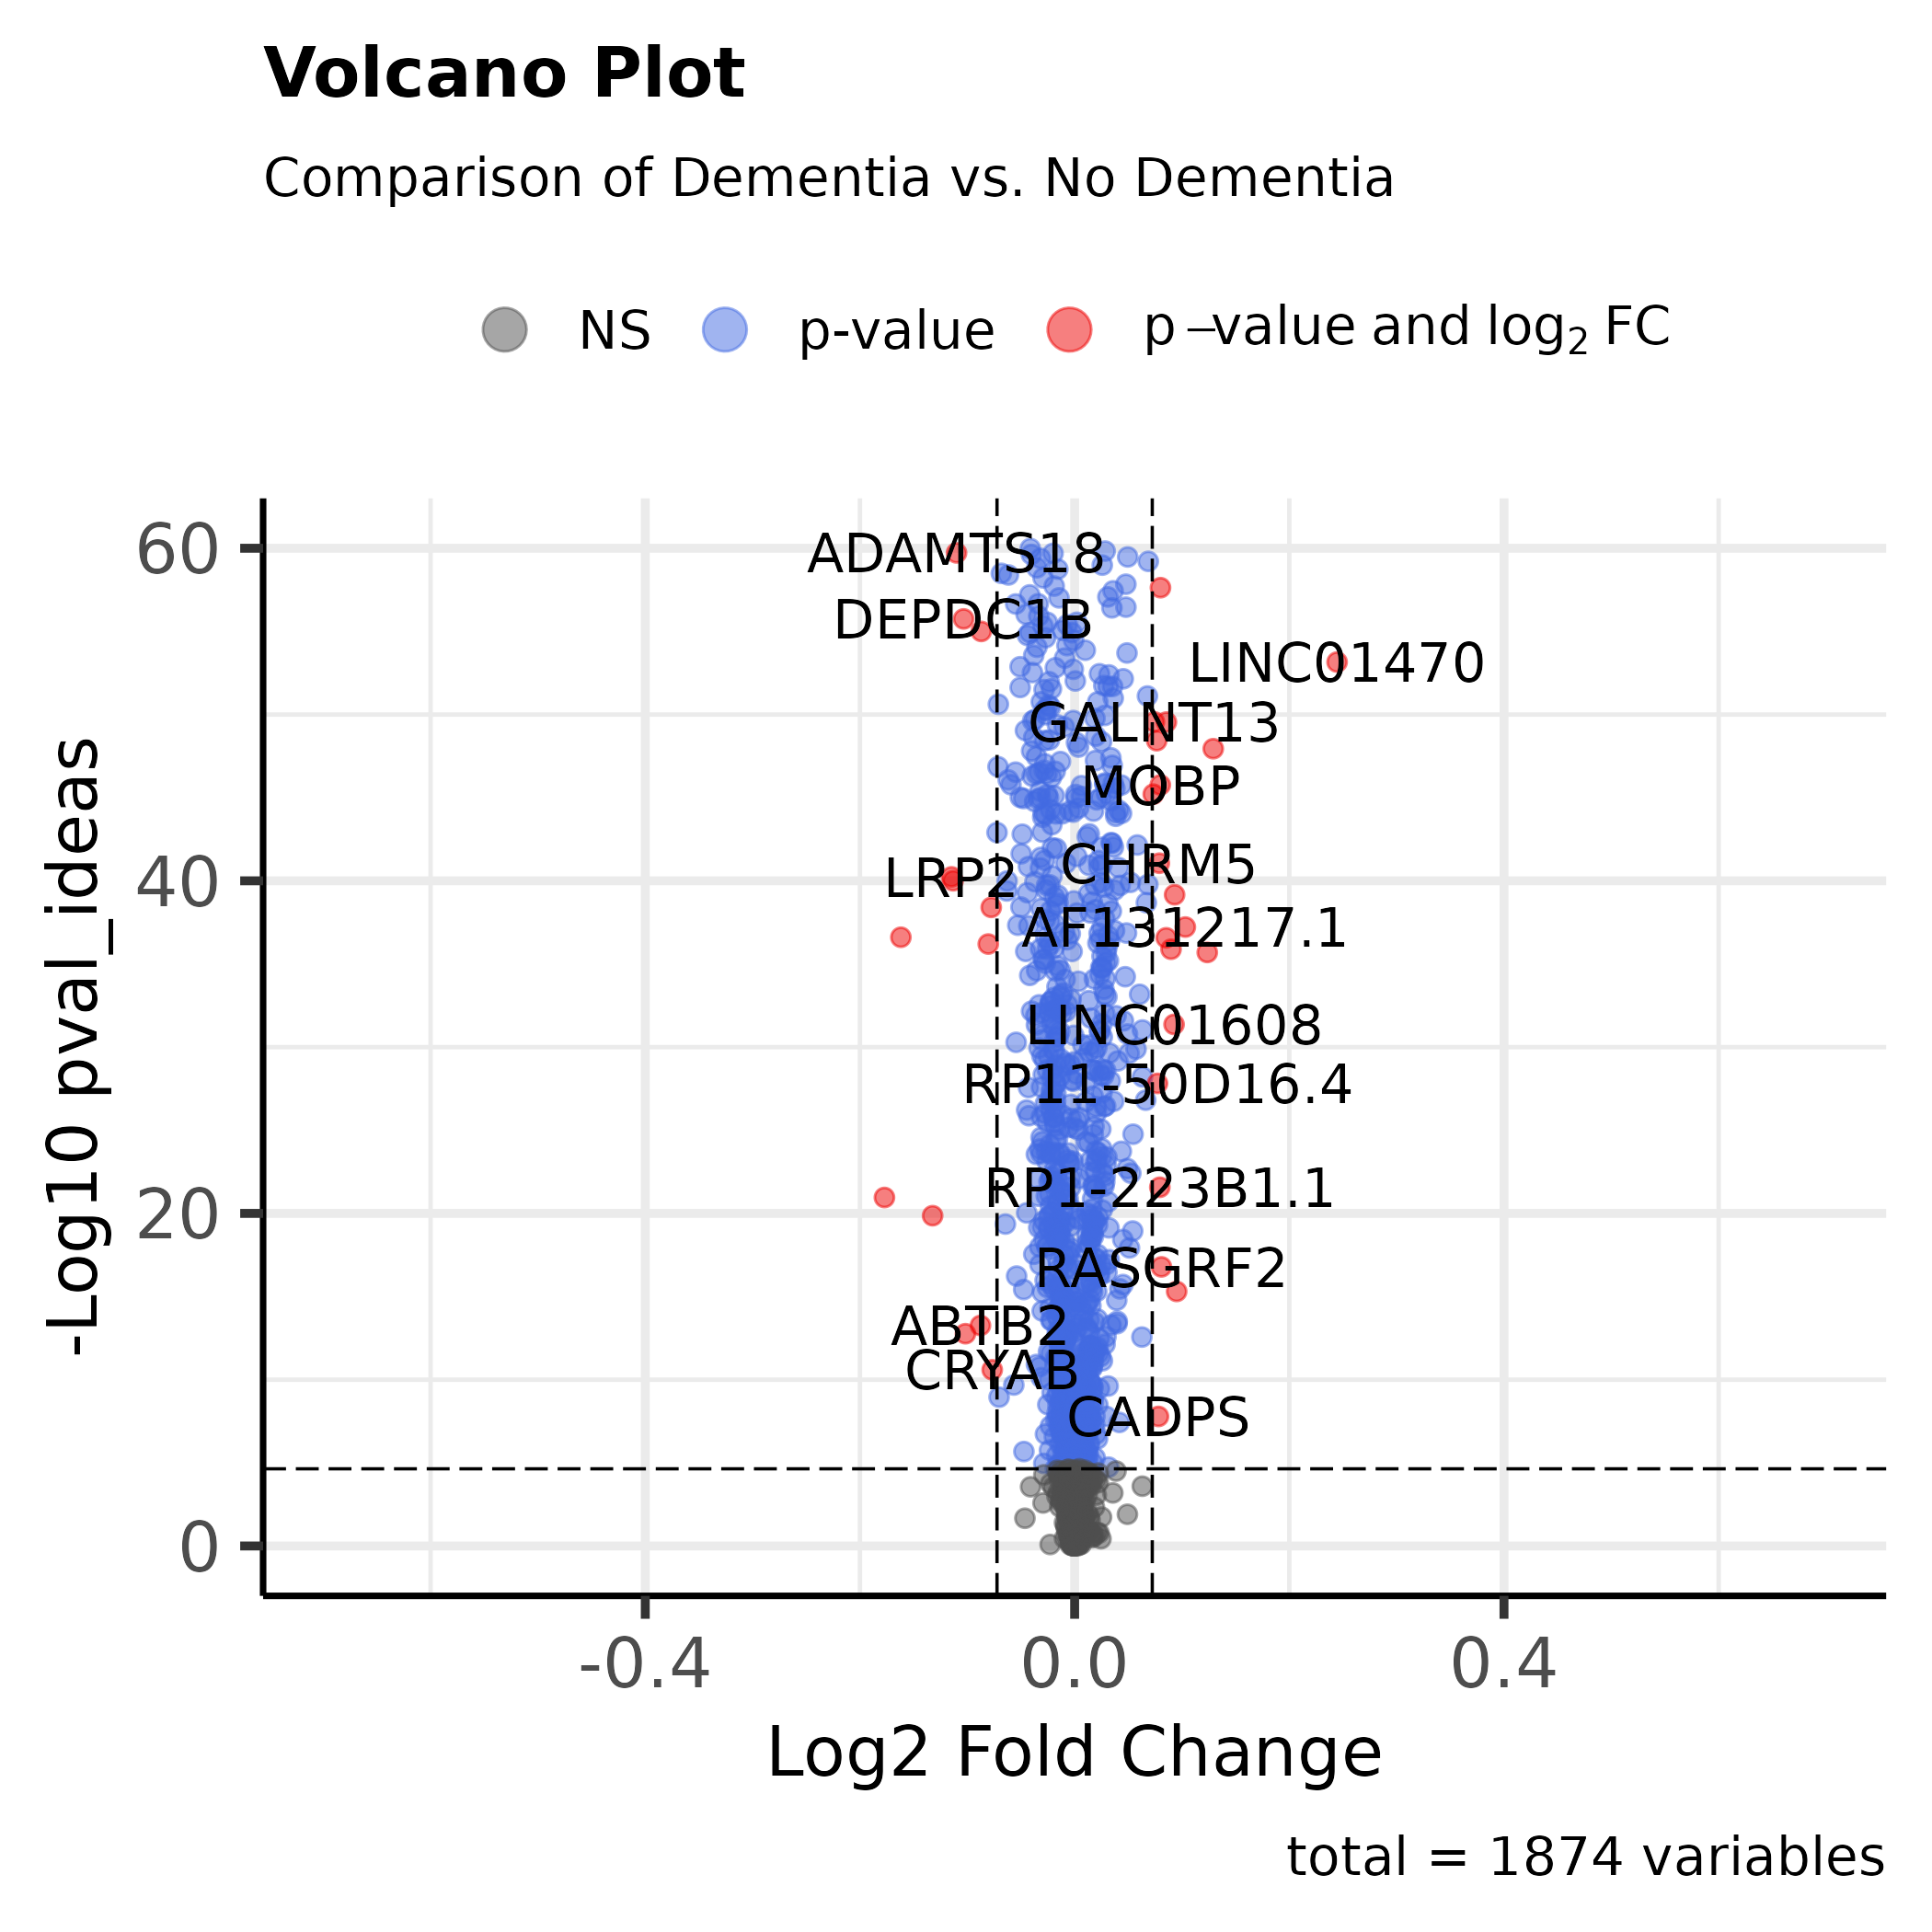 Volcano Plot
Comparison of Dementia vs. No Dementia
NS p-value p−value and log₂ FC
60
ADAMTS18
DEPDC1B
LINC01470
GALNT13
MOBP
CHRM5
40
LRP2
AF131217.1
LINC01608
RP11-50D16.4
RP1-223B1.1
20
RASGRF2
ABTB2
CRYAB
CADPS
0
-Log10 pval_ideas
-0.4 0.0 0.4
Log2 Fold Change
total = 1874 variables